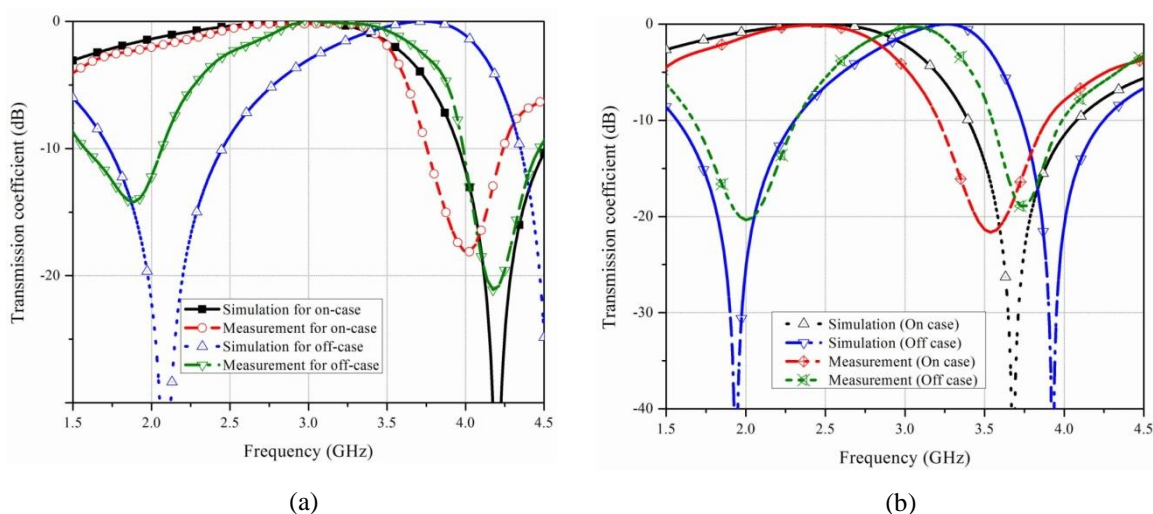 Transmission coefficient (dB)
0
-10
-20
Simulation for on-case
Measurement for on-case
Simulation for off-case
Measurement for off-case
1.5 2.0 2.5 3.0 3.5 4.0 4.5
Frequency (GHz)
(a)
Transmission coefficient (dB)
0
-10
-20
-30
-40
Simulation (On case)
Simulation (Off case)
Measurement (On case)
Measurement (Off case)
1.5 2.0 2.5 3.0 3.5 4.0 4.5
Frequency (GHz)
(b)